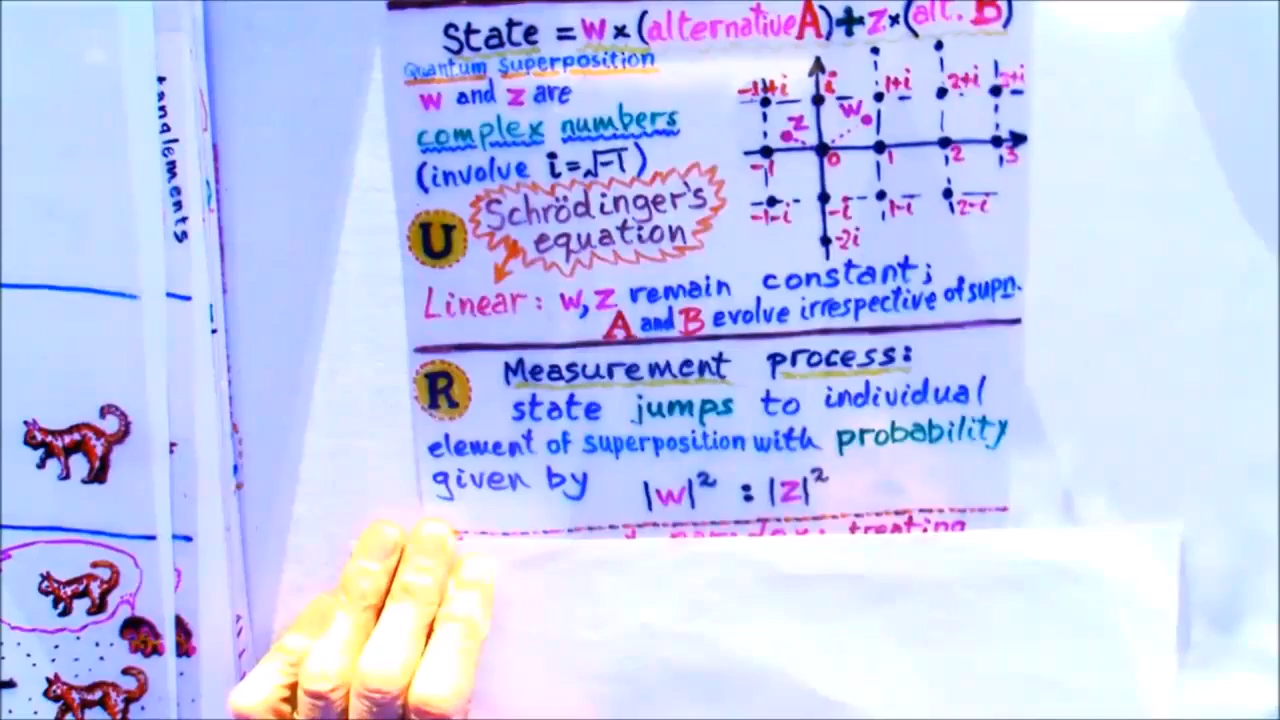 State = w × (alternative A) + z × (alt. B)
Quantum superposition
w and z are
complex numbers
(involve i = √-1)
-1+i i 1+i 2+i 3+i
z w
-1 0 1 2 3
-1-i -i 1-i 2-i
-2i
U Schrödinger's
equation
Linear: w, z remain constant;
A and B evolve irrespective of supn.
R Measurement process:
state jumps to individual
element of superposition with probability
given by |w|² : |z|²
treating
tanglements